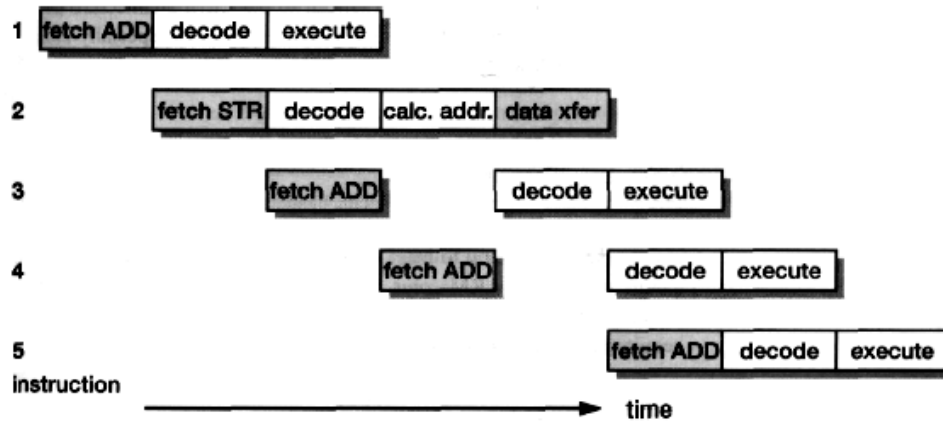 1 fetch ADD decode execute
2 fetch STR decode calc. addr. data xfer
3 fetch ADD decode execute
4 fetch ADD decode execute
5 fetch ADD decode execute
instruction
time